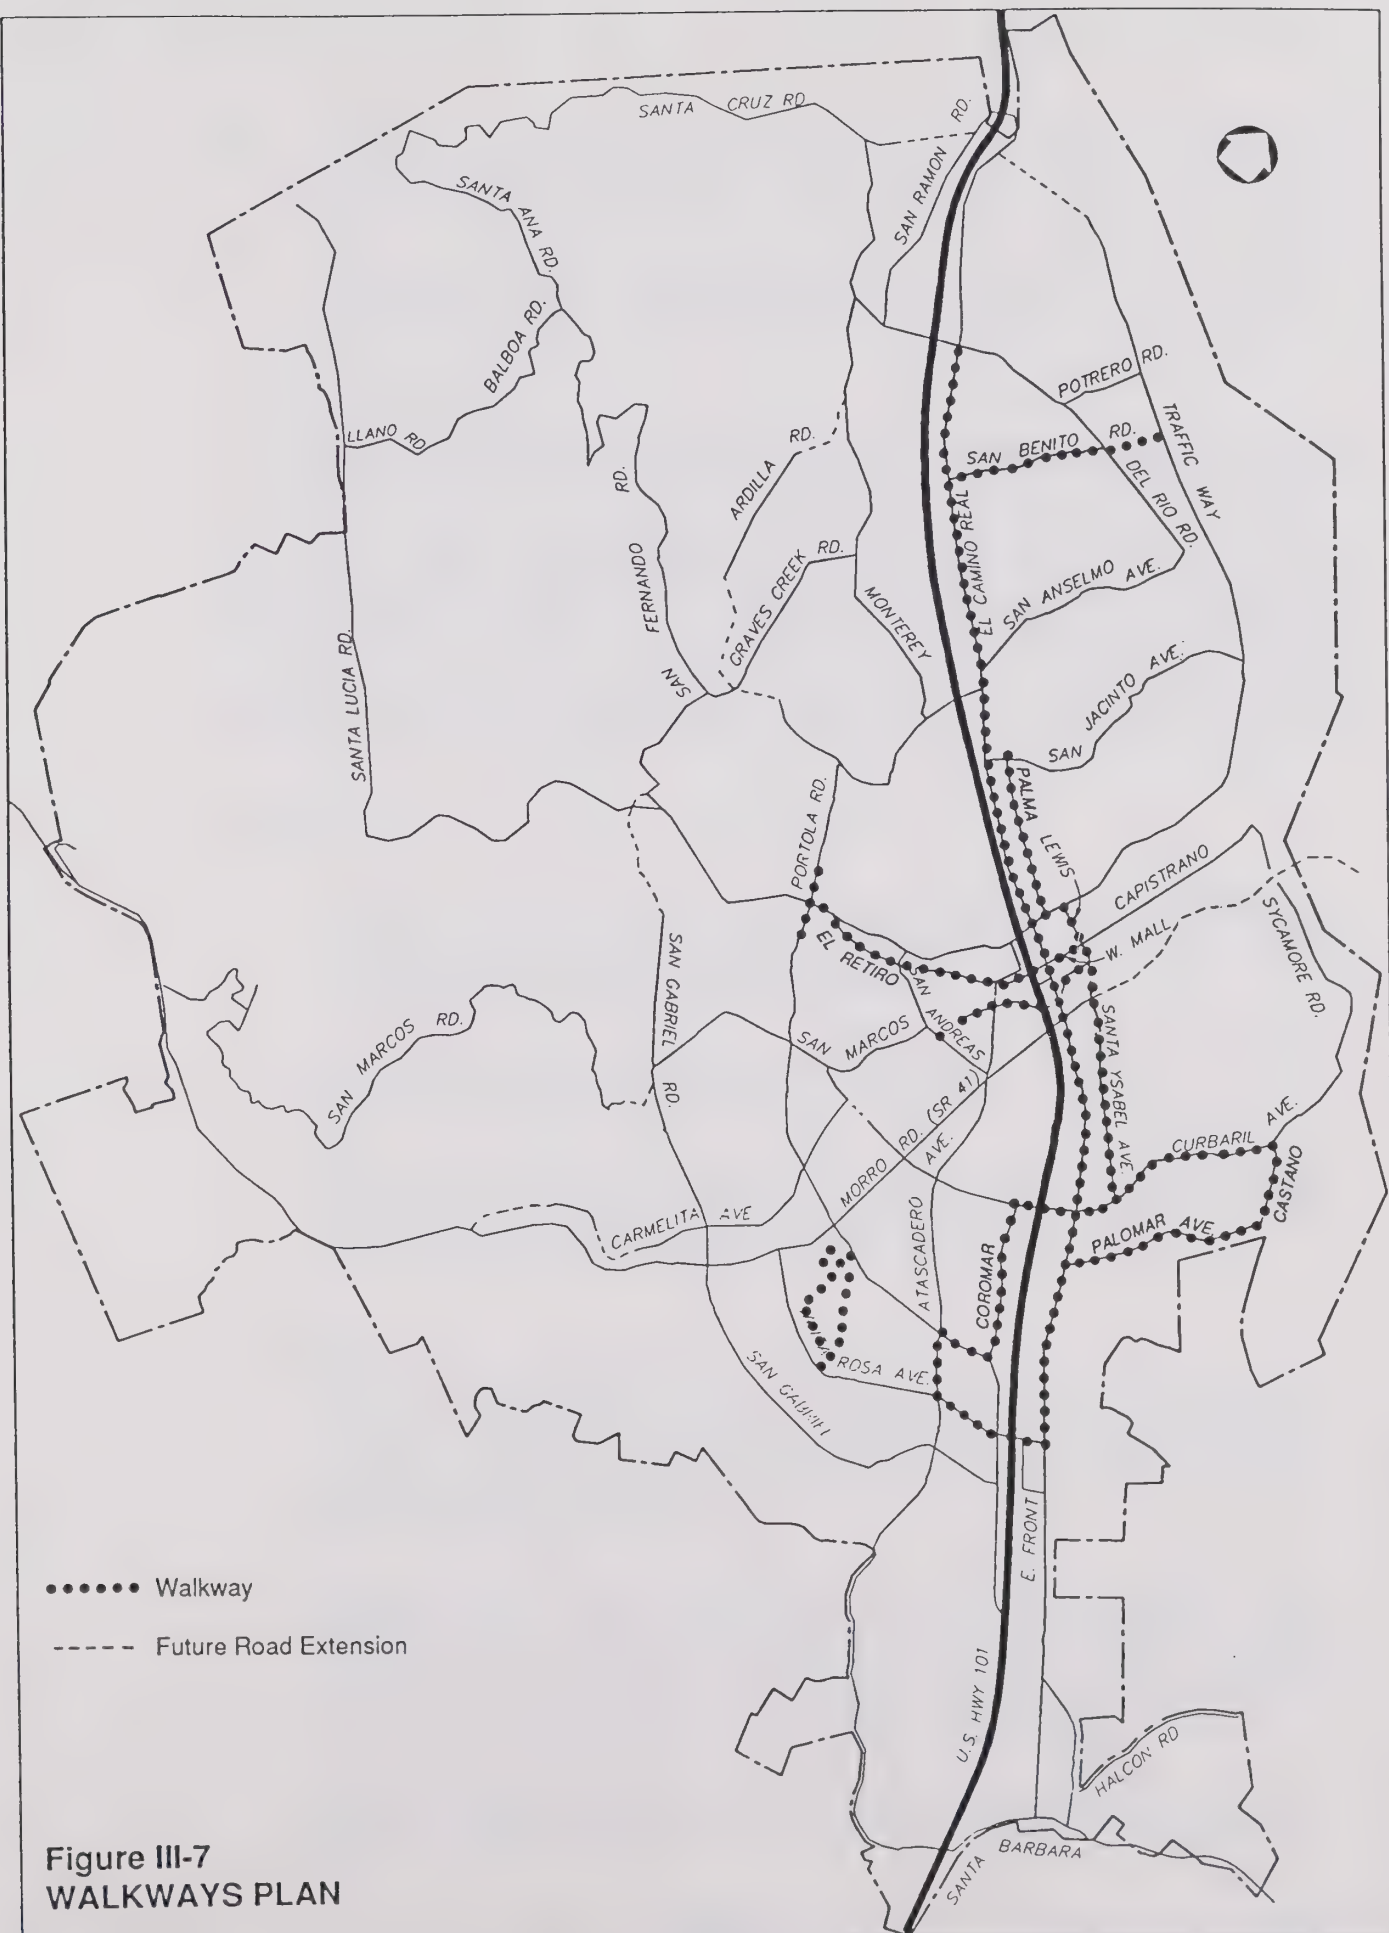 SANTA CRUZ RD
SAN RAMON RD.
SANTA ANA RD.
BALBOA RD.
LLANO RD
POTRERO RD.
TRAFFIC WAY
SAN BENITO RD.
DEL RIO RD.
ARDILLA RD.
EL CAMINO REAL
SAN ANSELMO AVE.
GRAVES CREEK RD.
MONTEREY
SAN FERNANDO RD.
SANTA LUCIA RD.
SAN JACINTO AVE.
PALMA
LEWIS
PORTOLA RD.
CAPISTRANO
W. MALL
SYCAMORE RD.
EL RETIRO
SAN ANDREAS
SAN GABRIEL RD.
SAN MARCOS RD.
SAN MARCOS
SANTA YSABEL AVE.
MORRO RD. (SR 41)
CURBARIL AVE.
CASTANO
PALOMAR AVE.
CARMELITA AVE
ATASCADERO AVE.
COROMAR
ROSA AVE.
SAN GABRIEL
E. FRONT
U.S. HWY 101
HALCON RD
SANTA BARBARA
Walkway
Future Road Extension
Figure III-7
WALKWAYS PLAN